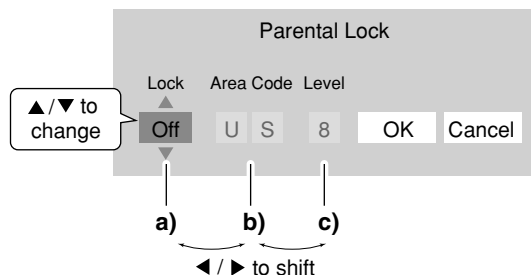 Parental Lock
Lock Area Code Level
▲/▼ to
change
Off U S 8 OK Cancel
a) b) c)
◀ / ▶ to shift